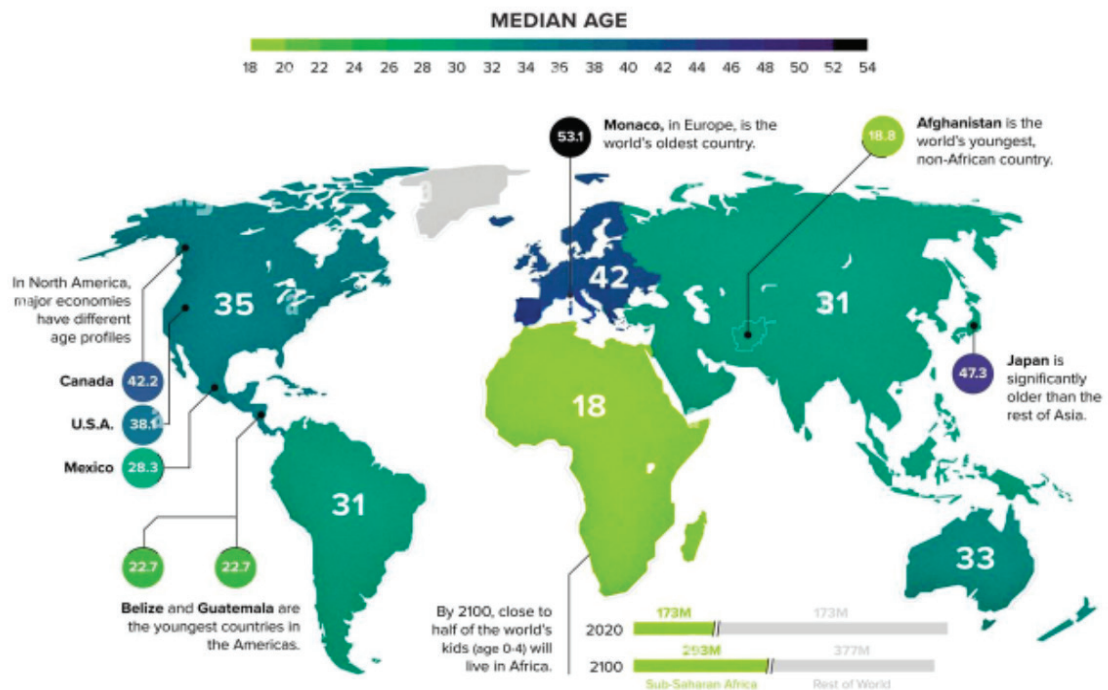 MEDIAN AGE
18 20 22 24 26 28 30 32 34 36 38 40 42 44 46 48 50 52 54
53.1
Monaco, in Europe, is the
world's oldest country.
18.8
Afghanistan is the
world's youngest,
non-African country.
In North America,
major economies
have different
age profiles
35
42
31
Canada 42.2
U.S.A. 38.1
Mexico 28.3
47.3
Japan is
significantly
older than the
rest of Asia.
18
31
33
22.7 22.7
Belize and Guatemala are
the youngest countries in
the Americas.
By 2100, close to
half of the world's
kids (age 0-4) will
live in Africa.
173M 173M
2020
293M 377M
2100
Sub-Saharan Africa Rest of World